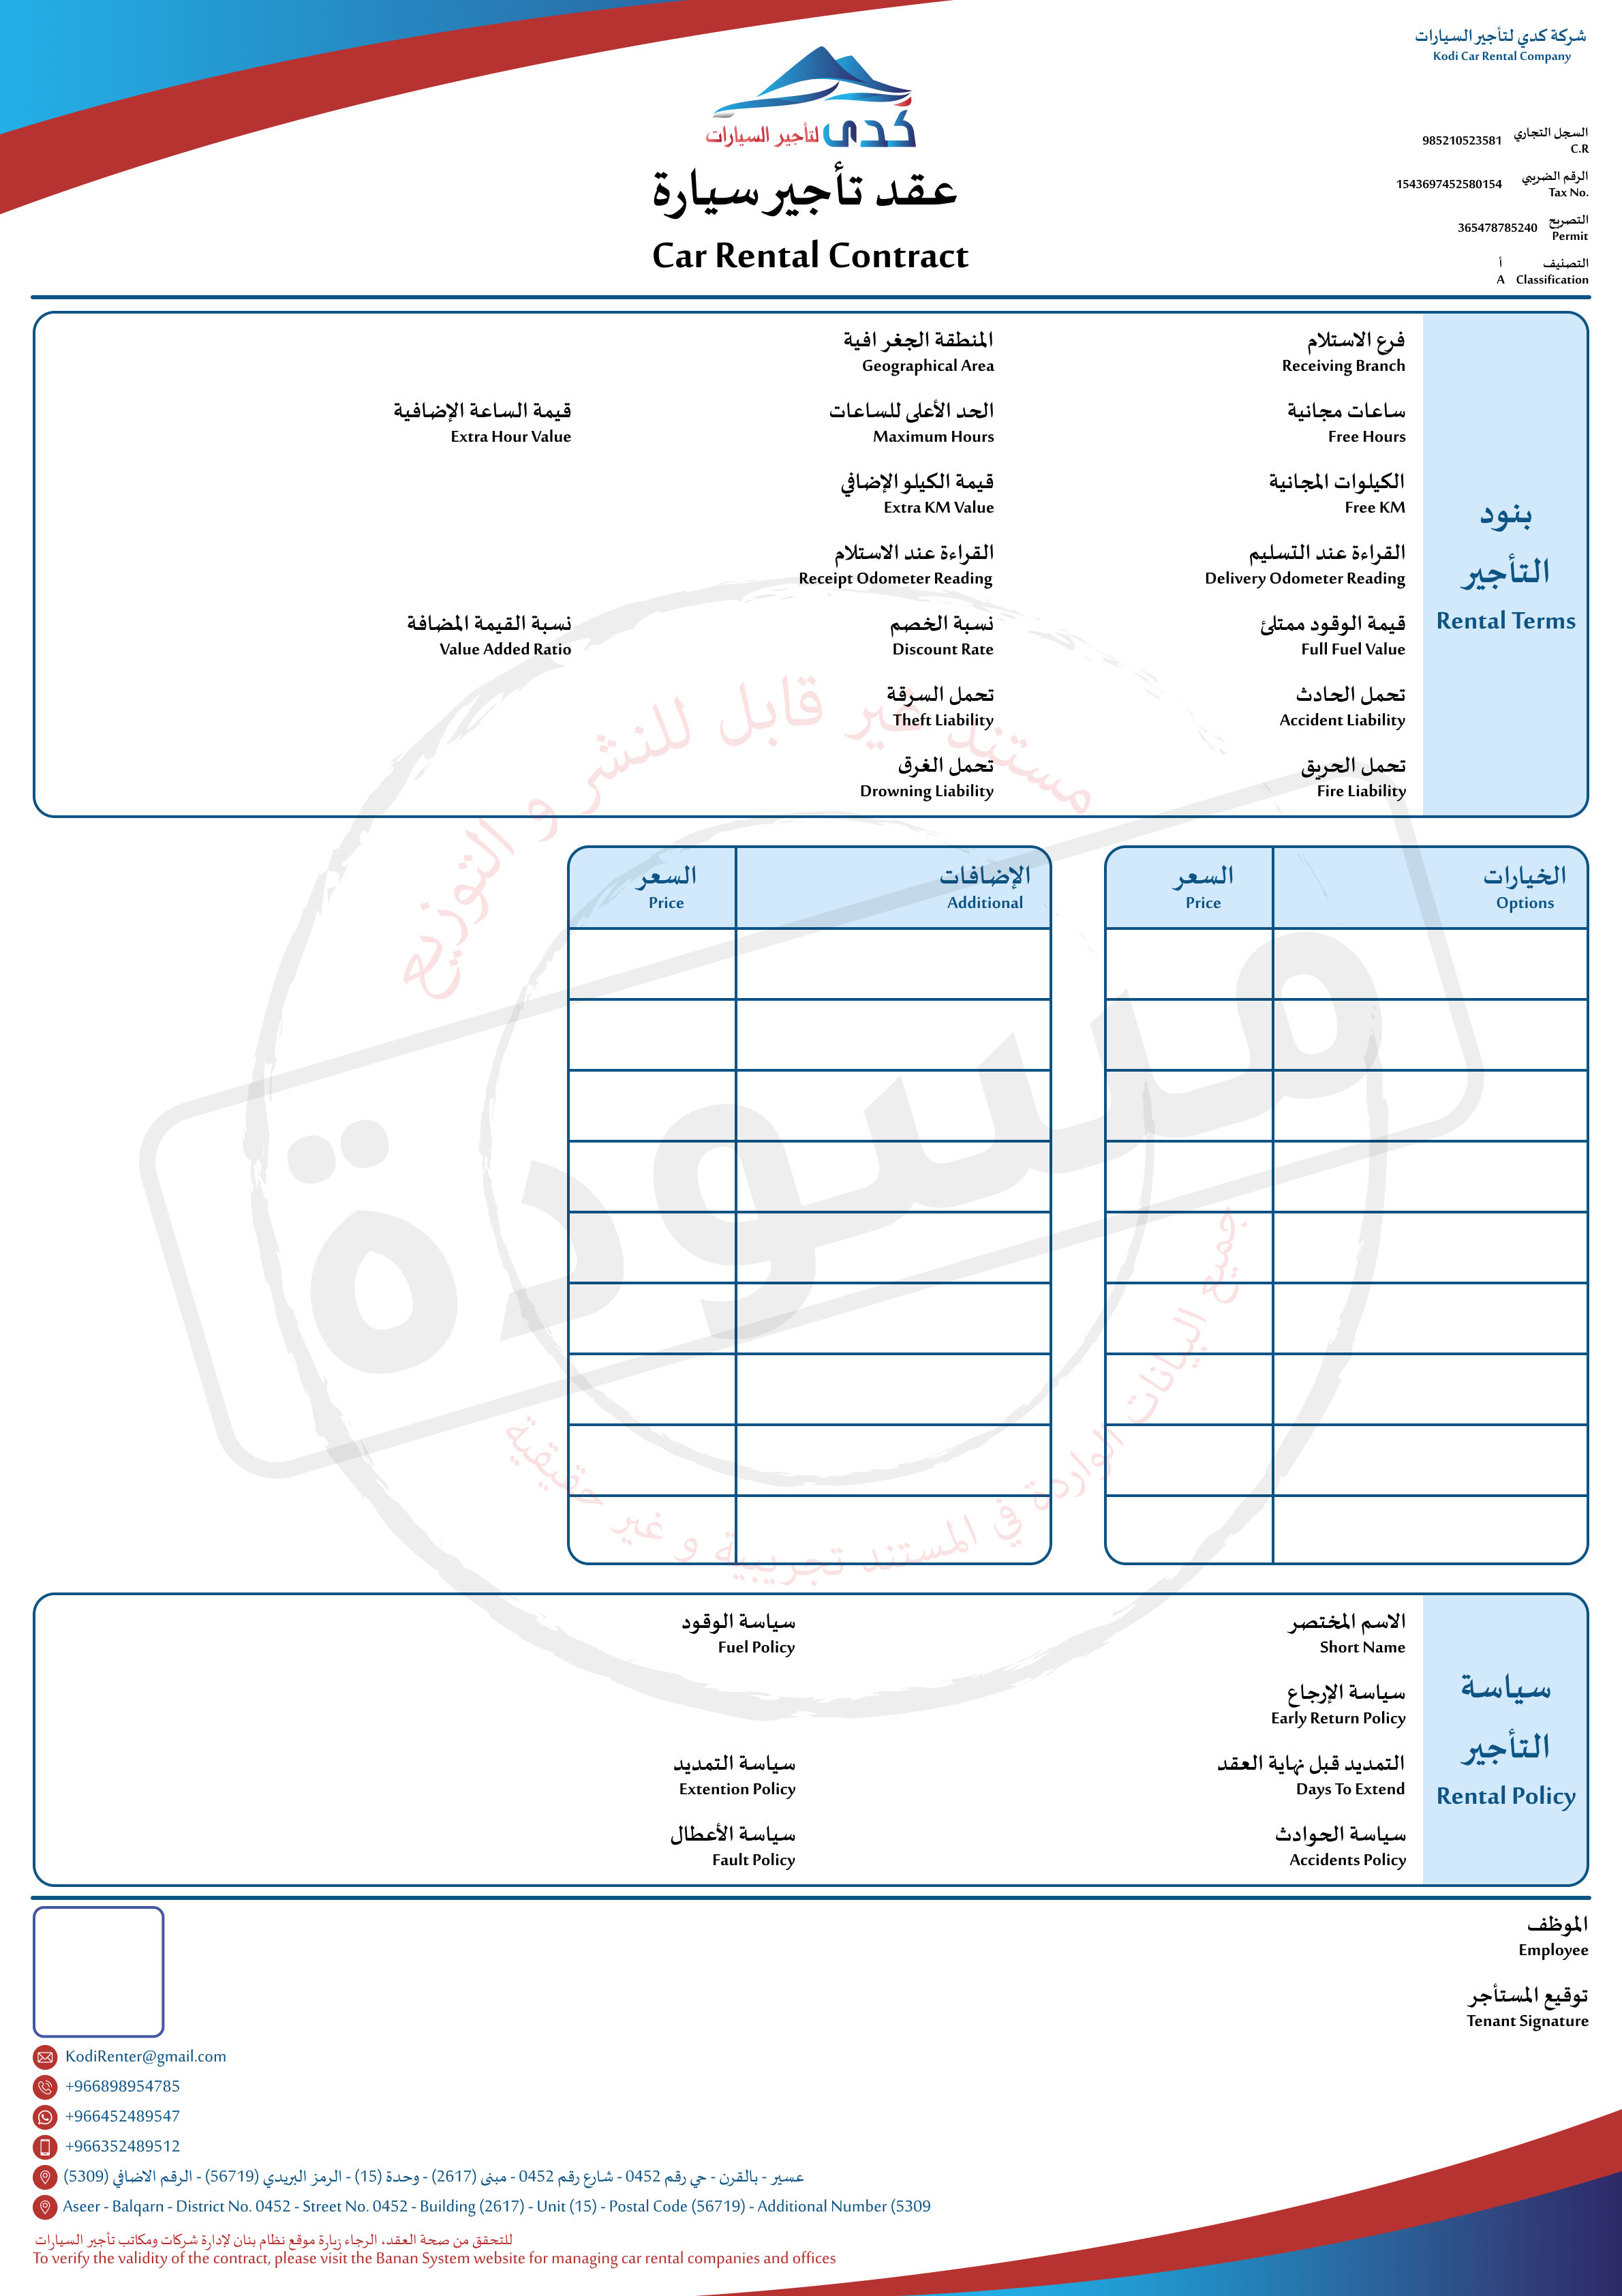 شركة كدي لتأجير السيارات
Kodi Car Rental Company
كدي لتأجير السيارات
عقد تأجير سيارة
Car Rental Contract
السجل التجاري 985210523581
C.R
الرقم الضريبي 1543697452580154
Tax No.
التصريح 365478785240
Permit
التصنيف أ
Classification A
بنود
التأجير
Rental Terms
فرع الاستلام المنطقة الجغرافية
Receiving Branch Geographical Area
ساعات مجانية الحد الأعلى للساعات قيمة الساعة الإضافية
Free Hours Maximum Hours Extra Hour Value
الكيلوات المجانية قيمة الكيلو الإضافي
Free KM Extra KM Value
القراءة عند التسليم القراءة عند الاستلام
Delivery Odometer Reading Receipt Odometer Reading
قيمة الوقود ممتلئ نسبة الخصم نسبة القيمة المضافة
Full Fuel Value Discount Rate Value Added Ratio
تحمل الحادث تحمل السرقة
Accident Liability Theft Liability
تحمل الحريق تحمل الغرق
Fire Liability Drowning Liability
مستند غير قابل للنشر و التوزيع
مسودة
جميع البيانات الواردة في المستند تجريبية و غير حقيقية
الخيارات السعر
Options Price
الإضافات السعر
Additional Price
سياسة
التأجير
Rental Policy
الاسم المختصر سياسة الوقود
Short Name Fuel Policy
سياسة الإرجاع
Early Return Policy
التمديد قبل نهاية العقد سياسة التمديد
Days To Extend Extention Policy
سياسة الحوادث سياسة الأعطال
Accidents Policy Fault Policy
الموظف
Employee
توقيع المستأجر
Tenant Signature
KodiRenter@gmail.com
+966898954785
+966452489547
+966352489512
عسير - بالقرن - حي رقم 0452 - شارع رقم 0452 - مبنى (2617) - وحدة (15) - الرمز البريدي (56719) - الرقم الاضافي (5309)
Aseer - Balqarn - District No. 0452 - Street No. 0452 - Building (2617) - Unit (15) - Postal Code (56719) - Additional Number (5309
للتحقق من صحة العقد، الرجاء زيارة موقع نظام بنان لإدارة شركات ومكاتب تأجير السيارات
To verify the validity of the contract, please visit the Banan System website for managing car rental companies and offices